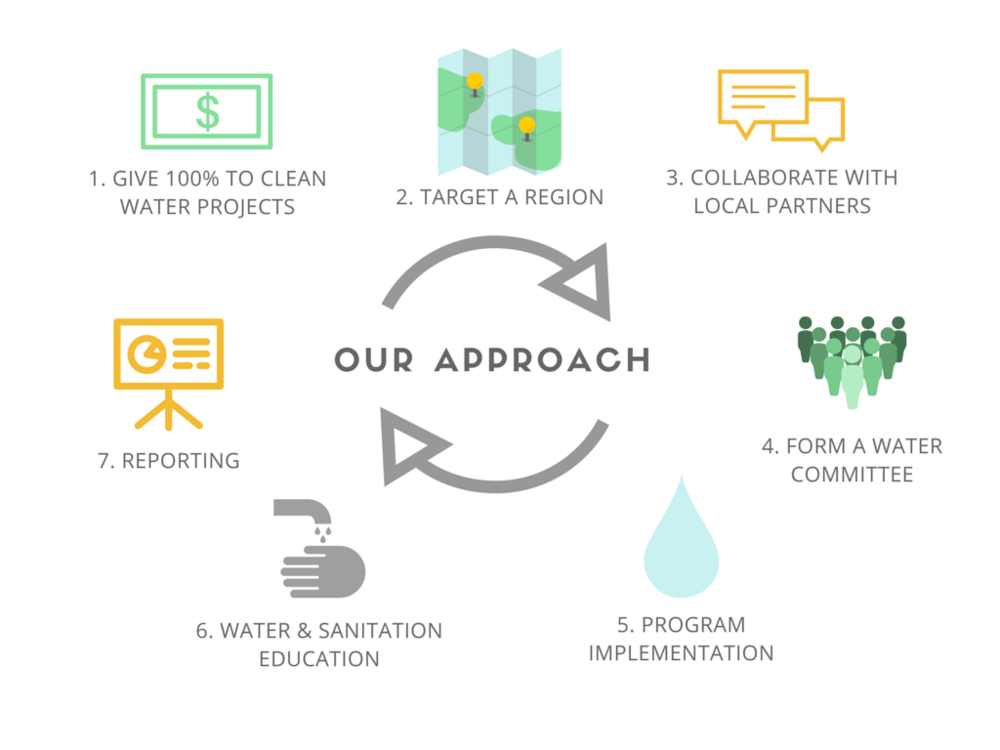 1. GIVE 100% TO CLEAN
WATER PROJECTS
2. TARGET A REGION
3. COLLABORATE WITH
LOCAL PARTNERS
OUR APPROACH
4. FORM A WATER
COMMITTEE
5. PROGRAM
IMPLEMENTATION
6. WATER & SANITATION
EDUCATION
7. REPORTING
$